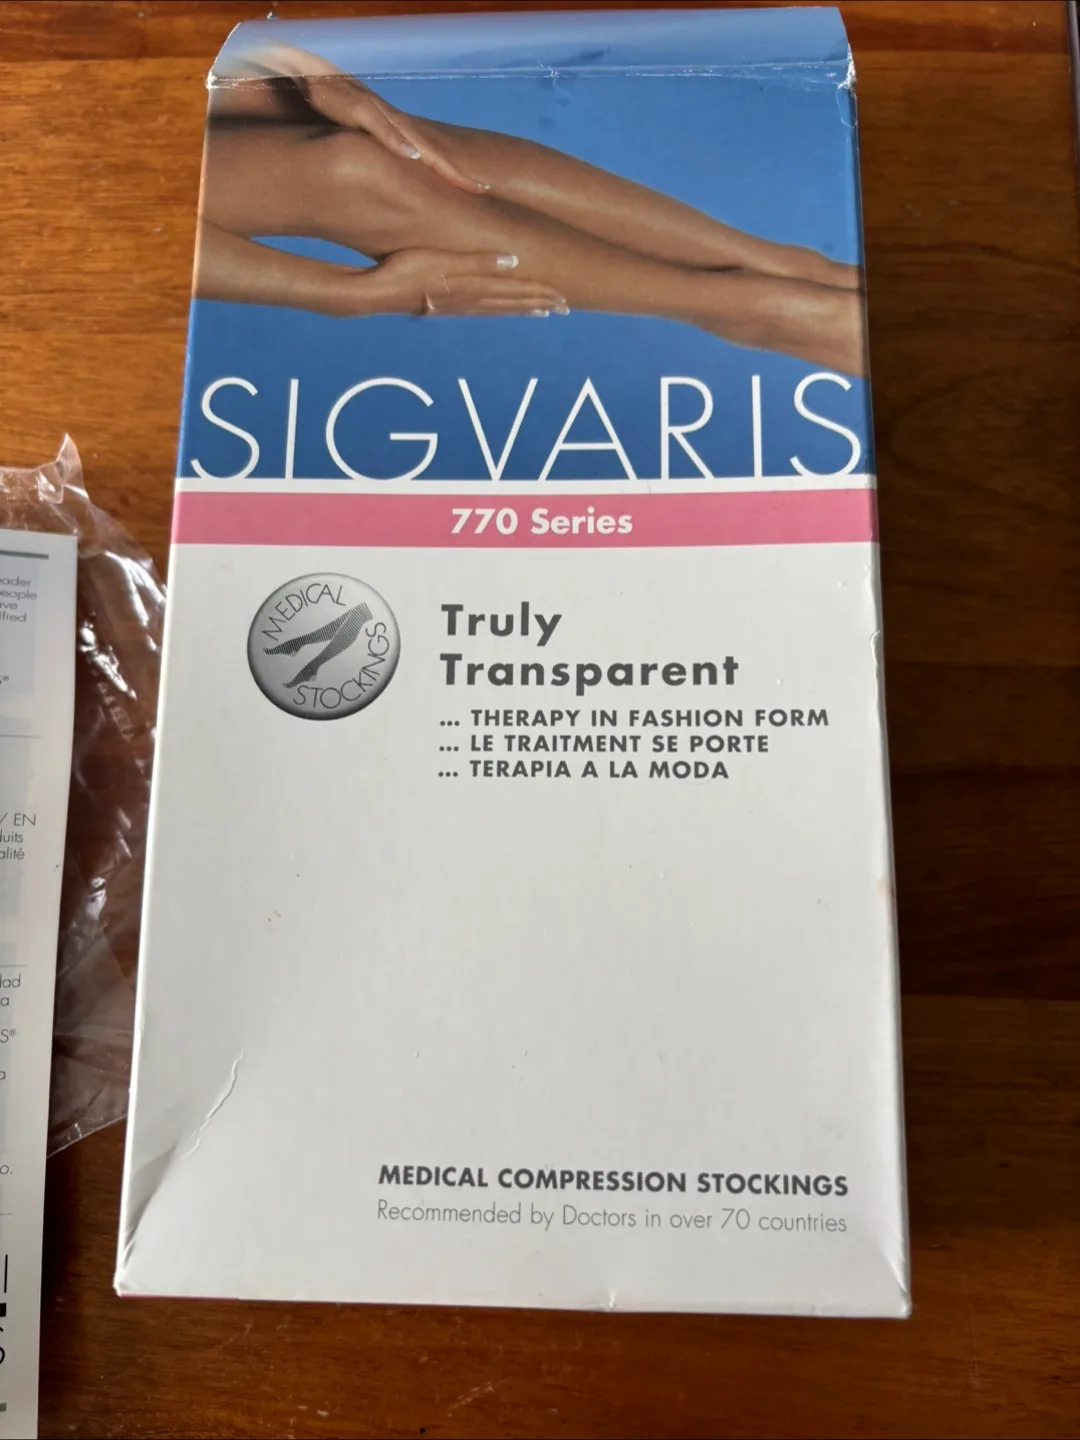 SIGVARIS
770 Series
MEDICAL
STOCKINGS
Truly
Transparent
... THERAPY IN FASHION FORM
... LE TRAITMENT SE PORTE
... TERAPIA A LA MODA
MEDICAL COMPRESSION STOCKINGS
Recommended by Doctors in over 70 countries
/ EN